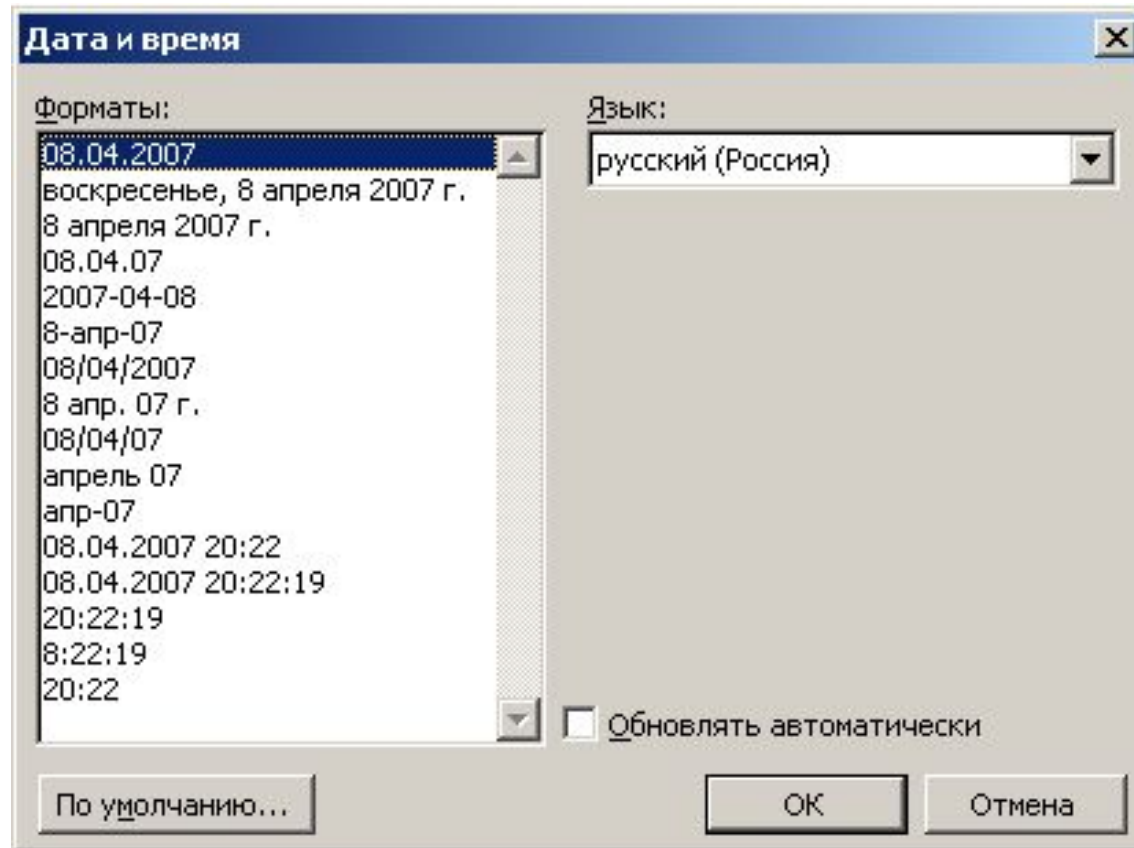 Дата и время
Форматы:
08.04.2007
воскресенье, 8 апреля 2007 г.
8 апреля 2007 г.
08.04.07
2007-04-08
8-апр-07
08/04/2007
8 апр. 07 г.
08/04/07
апрель 07
апр-07
08.04.2007 20:22
08.04.2007 20:22:19
20:22:19
8:22:19
20:22
Язык:
русский (Россия)
Обновлять автоматически
По умолчанию...
ОК
Отмена